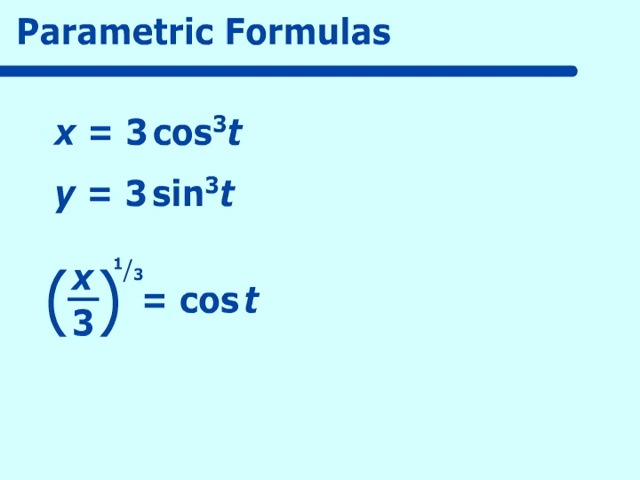 Parametric Formulas
x = 3 cos³t
y = 3 sin³t
(x/3)^1/3 = cos t